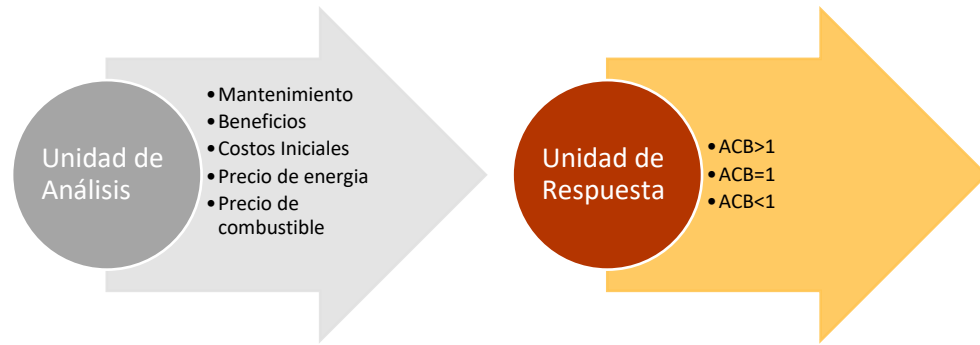 Unidad de
Análisis
•Mantenimiento
•Beneficios
•Costos Iniciales
•Precio de energia
•Precio de
combustible
Unidad de
Respuesta
•ACB>1
•ACB=1
•ACB<1